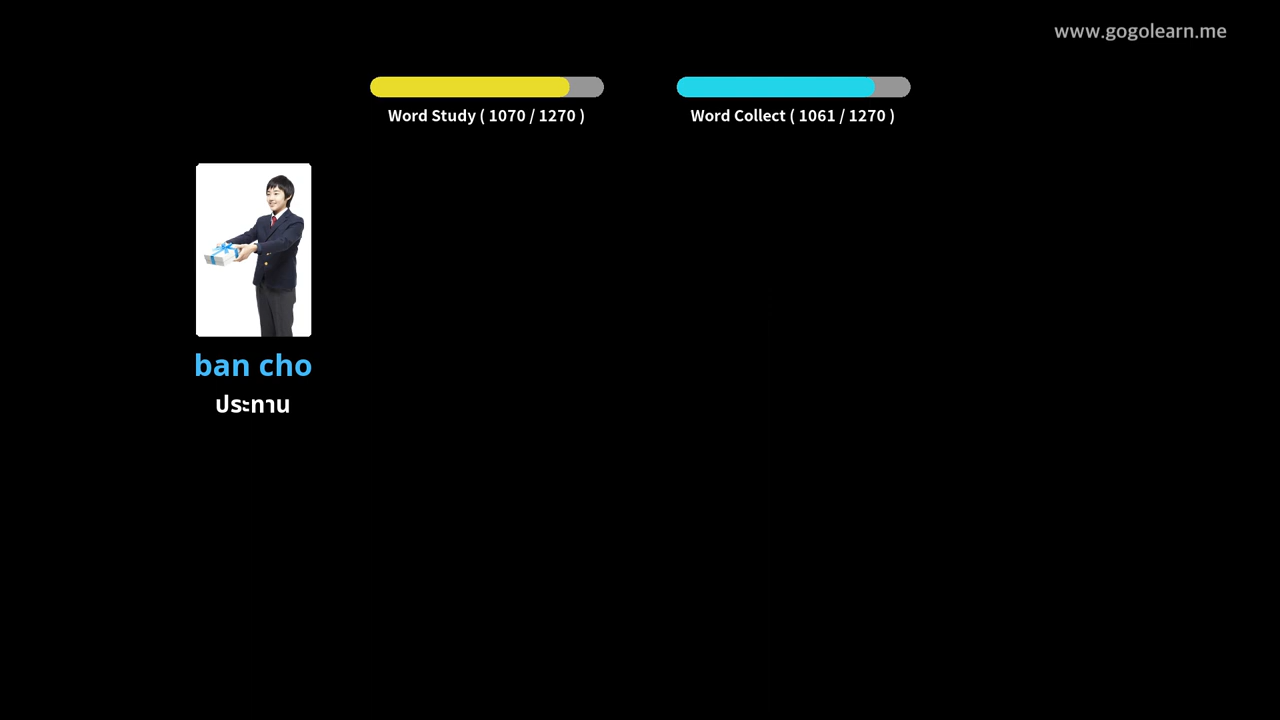 www.gogolearn.me
Word Study ( 1070 / 1270 )
Word Collect ( 1061 / 1270 )
ban cho
ประทาน